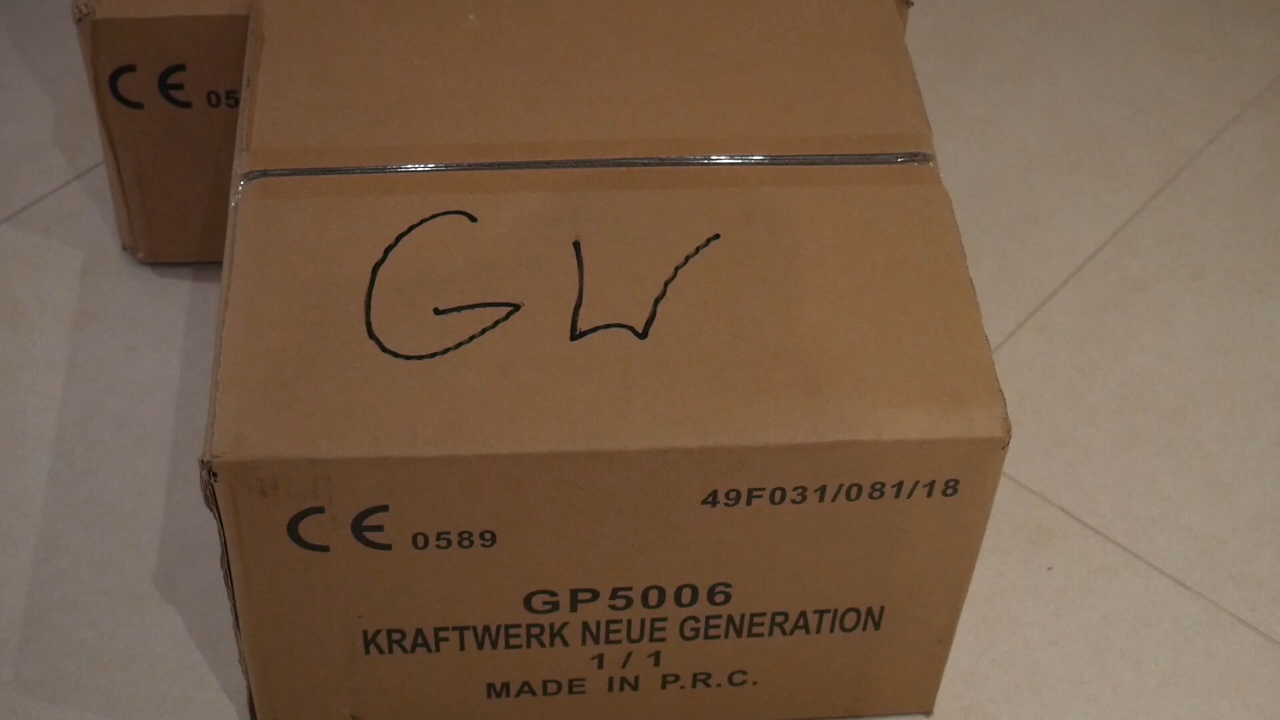 CE 05
GW
49F031/081/18
CE 0589
GP5006
KRAFTWERK NEUE GENERATION
1/1
MADE IN P.R.C.